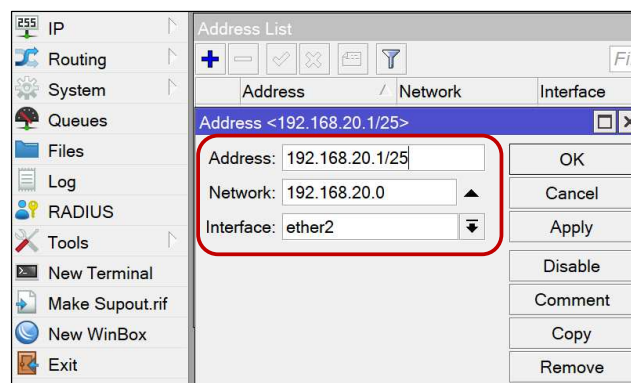 255 IP
Routing
System
Queues
Files
Log
RADIUS
Tools
New Terminal
Make Supout.rif
New WinBox
Exit
Address List
Fi
Address / Network Interface
Address <192.168.20.1/25>
Address: 192.168.20.1/25
Network: 192.168.20.0
Interface: ether2
OK
Cancel
Apply
Disable
Comment
Copy
Remove